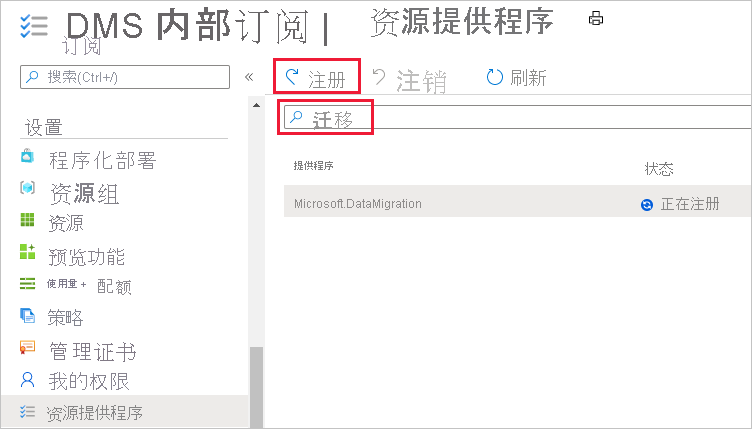 DMS 内部订阅 | 资源提供程序
订阅
搜索(Ctrl+/)
«
注册
注销
刷新
迁移
设置
程序化部署
资源组
资源
预览功能
使用量 + 配额
策略
管理证书
我的权限
资源提供程序
提供程序
状态
Microsoft.DataMigration
正在注册